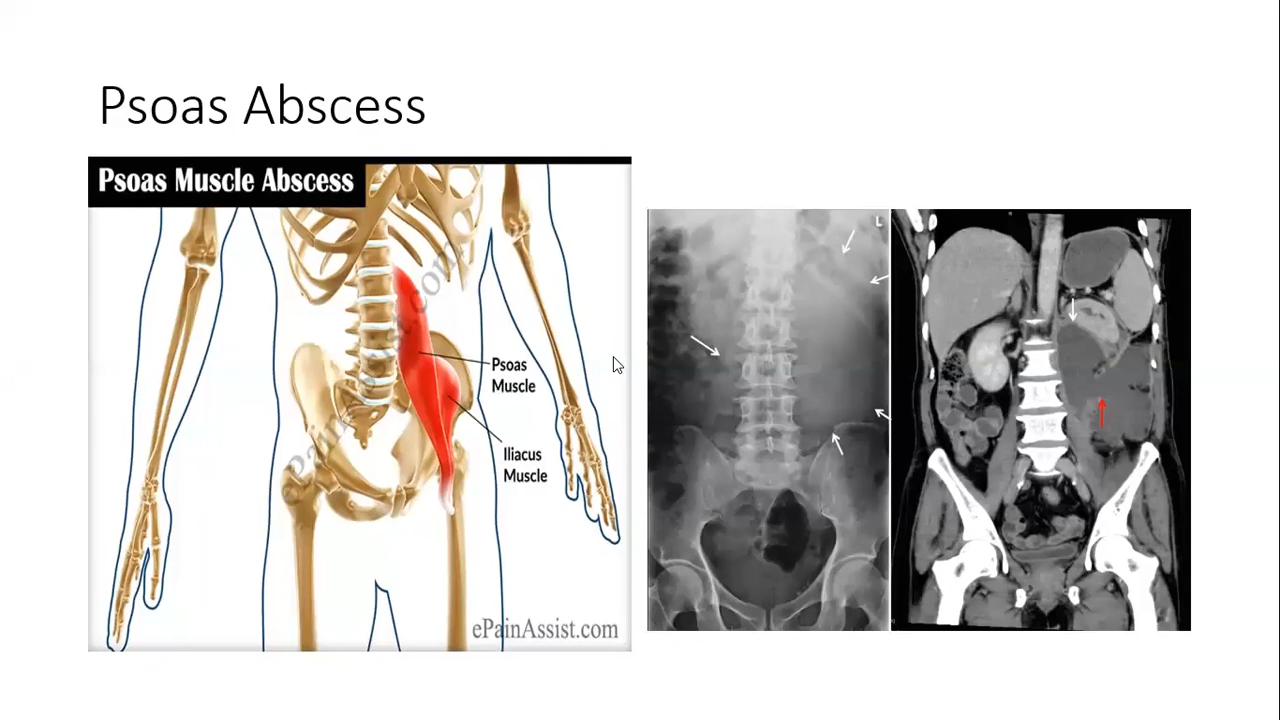 Psoas Abscess
Psoas Muscle Abscess
Psoas
Muscle
Iliacus
Muscle
ePainAssist.com
L